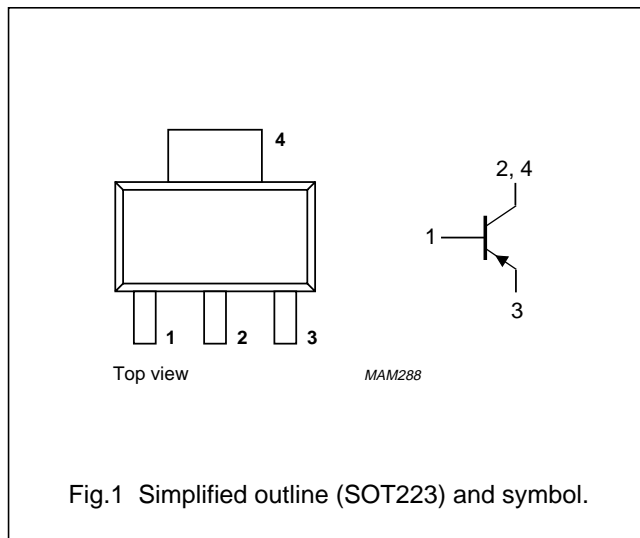 4
2, 4
1
3
1 2 3
Top view
MAM288
Fig.1 Simplified outline (SOT223) and symbol.